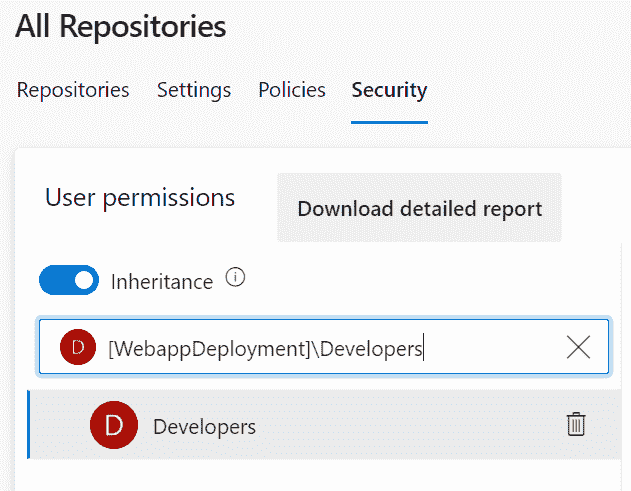 All Repositories
Repositories Settings Policies Security
User permissions
Download detailed report
Inheritance
D [WebappDeployment]\Developers
D Developers